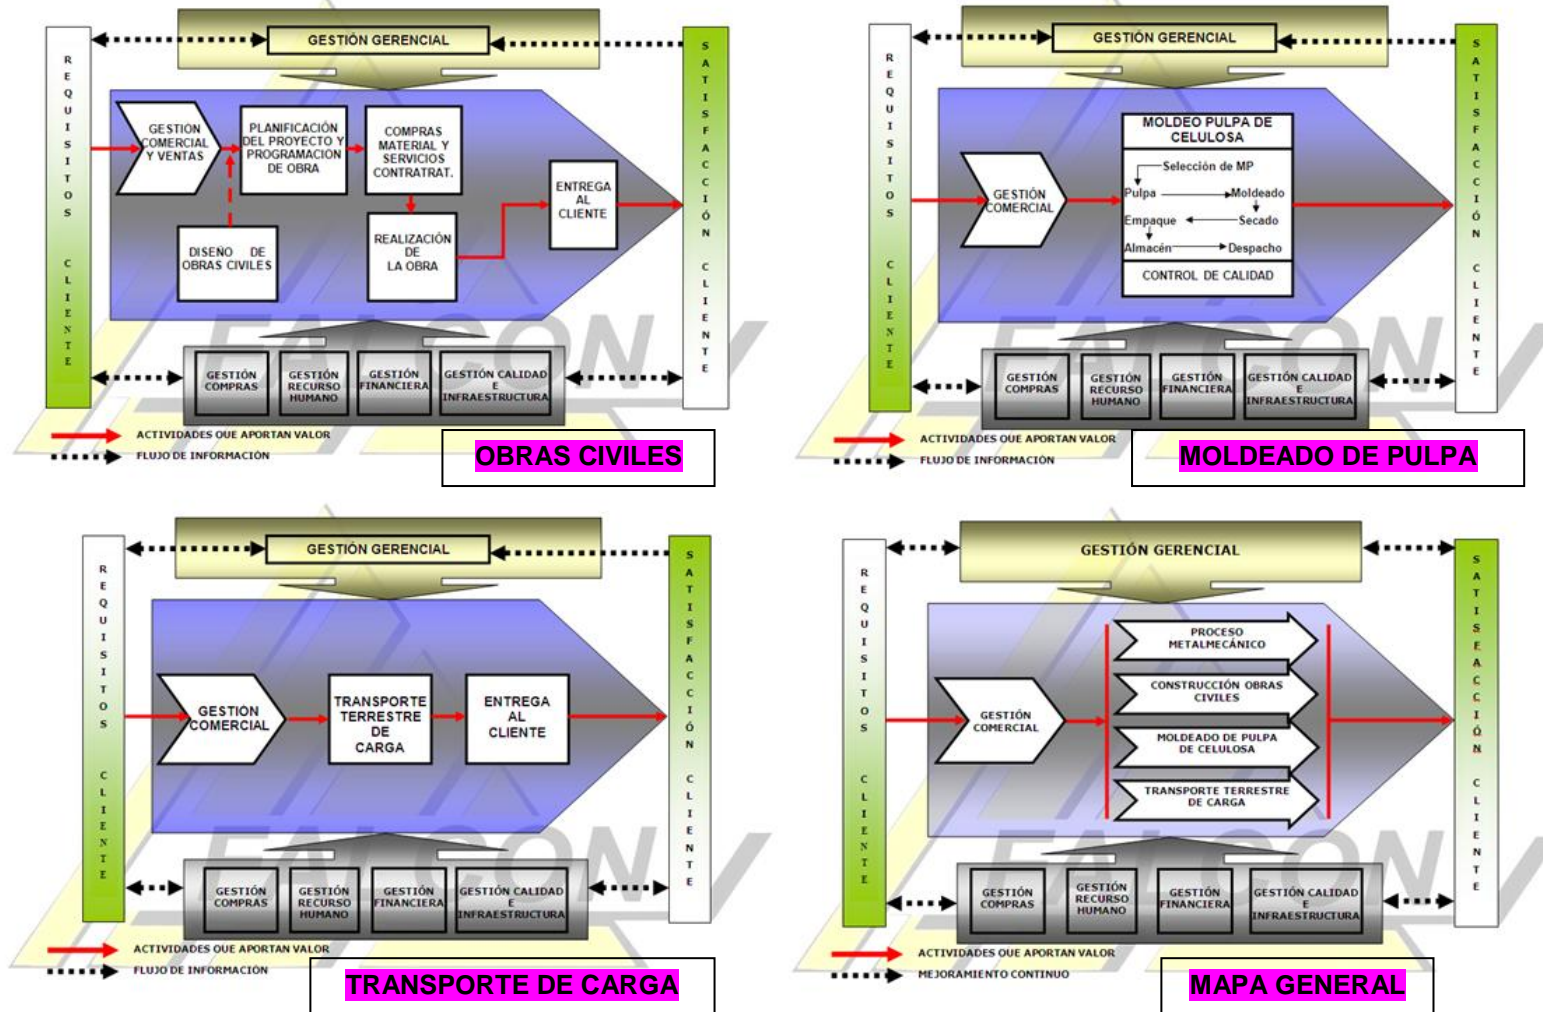 GESTIÓN GERENCIAL
REQUISITOS CLIENTE
GESTIÓN
COMERCIAL
Y VENTAS
PLANIFICACIÓN
DEL PROYECTO Y
PROGRAMACION
DE OBRA
COMPRAS
MATERIAL Y
SERVICIOS
CONTRATRAT.
DISEÑO DE
OBRAS CIVILES
REALIZACIÓN
DE
LA OBRA
ENTREGA
AL
CLIENTE
SATISFACCIÓN CLIENTE
FALCON
GESTIÓN
COMPRAS
GESTIÓN
RECURSO
HUMANO
GESTIÓN
FINANCIERA
GESTIÓN CALIDAD
E
INFRAESTRUCTURA
ACTIVIDADES QUE APORTAN VALOR
FLUJO DE INFORMACIÓN
OBRAS CIVILES
GESTIÓN GERENCIAL
REQUISITOS CLIENTE
GESTIÓN
COMERCIAL
MOLDEO PULPA DE
CELULOSA
Selección de MP
Pulpa Moldeado
Empaque Secado
Almacén Despacho
CONTROL DE CALIDAD
SATISFACCIÓN CLIENTE
FALCON
GESTIÓN
COMPRAS
GESTIÓN
RECURSO
HUMANO
GESTIÓN
FINANCIERA
GESTIÓN CALIDAD
E
INFRAESTRUCTURA
ACTIVIDADES QUE APORTAN VALOR
FLUJO DE INFORMACIÓN
MOLDEADO DE PULPA
GESTIÓN GERENCIAL
REQUISITOS CLIENTE
GESTIÓN
COMERCIAL
TRANSPORTE
TERRESTRE
DE
CARGA
ENTREGA
AL
CLIENTE
SATISFACCIÓN CLIENTE
FALCON
GESTIÓN
COMPRAS
GESTIÓN
RECURSO
HUMANO
GESTIÓN
FINANCIERA
GESTIÓN CALIDAD
E
INFRAESTRUCTURA
ACTIVIDADES QUE APORTAN VALOR
FLUJO DE INFORMACIÓN
TRANSPORTE DE CARGA
GESTIÓN GERENCIAL
REQUISITOS CLIENTE
GESTIÓN
COMERCIAL
PROCESO
METALMECÁNICO
CONSTRUCCIÓN OBRAS
CIVILES
MOLDEADO DE PULPA
DE CELULOSA
TRANSPORTE TERRESTRE
DE CARGA
SATISFACCIÓN CLIENTE
FALCON
GESTIÓN
COMPRAS
GESTIÓN
RECURSO
HUMANO
GESTIÓN
FINANCIERA
GESTIÓN CALIDAD
E
INFRAESTRUCTURA
ACTIVIDADES QUE APORTAN VALOR
MEJORAMIENTO CONTINUO
MAPA GENERAL